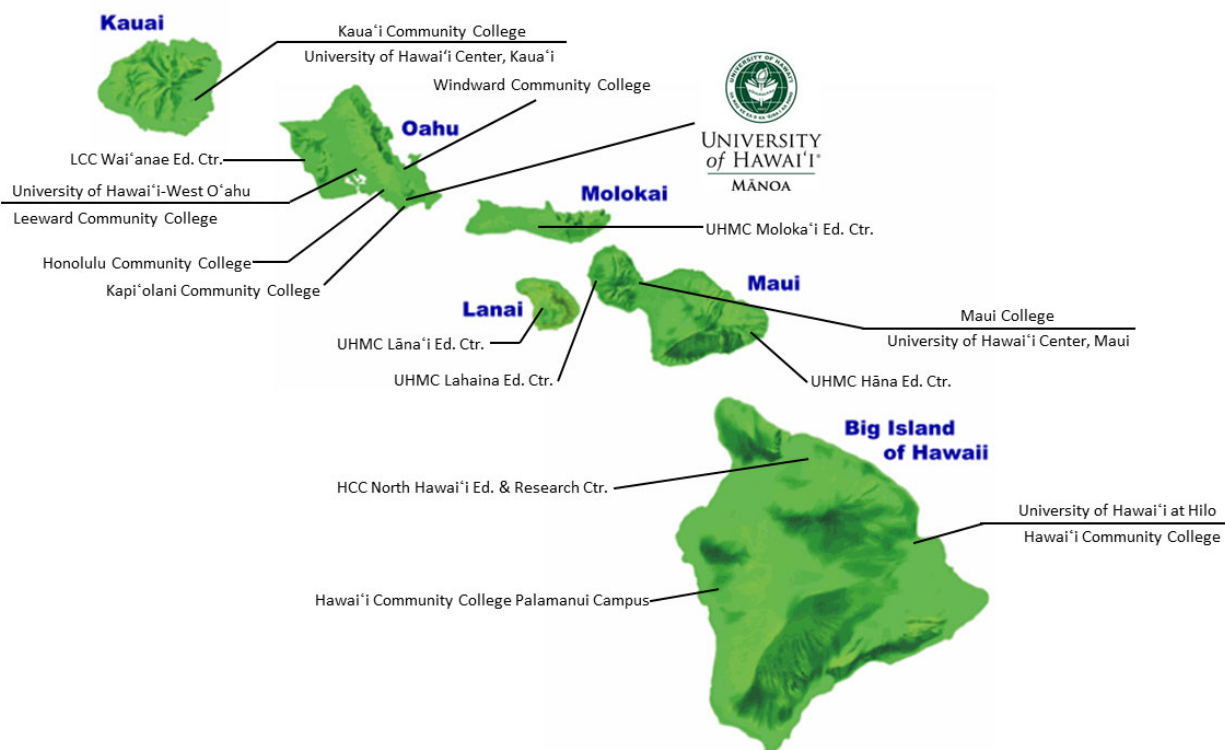 Kauai
Kauaʻi Community College
University of Hawaiʻi Center, Kauaʻi
Windward Community College
Oahu
UNIVERSITY
of HAWAIʻI®
MĀNOA
LCC Waiʻanae Ed. Ctr.
University of Hawaiʻi-West Oʻahu
Leeward Community College
Molokai
UHMC Molokaʻi Ed. Ctr.
Honolulu Community College
Kapiʻolani Community College
Lanai
Maui
Maui College
University of Hawaiʻi Center, Maui
UHMC Lānaʻi Ed. Ctr.
UHMC Lahaina Ed. Ctr.
UHMC Hāna Ed. Ctr.
Big Island
of Hawaii
HCC North Hawaiʻi Ed. & Research Ctr.
University of Hawaiʻi at Hilo
Hawaiʻi Community College
Hawaiʻi Community College Palamanui Campus